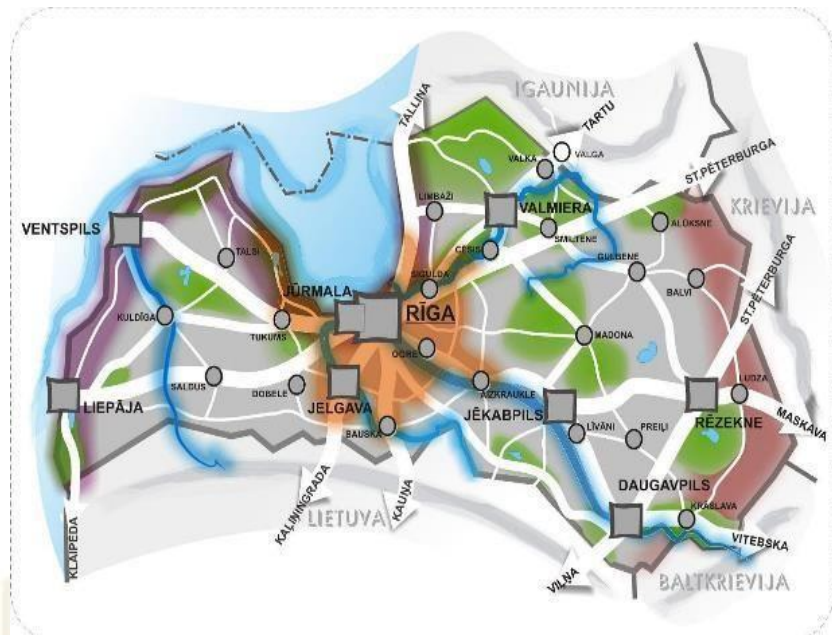 IGAUNIJA
TALLINA
TARTU
VALGA
VALKA
ST.PĒTERBURGA
KRIEVIJA
LIMBAŽI
VALMIERA
ALŪKSNE
VENTSPILS
SMILTENE
CĒSIS
TALSI
GULBENE
SIGULDA
BALVI
JŪRMALA
RĪGA
ST.PĒTERBURGA
KULDĪGA
TUKUMS
MADONA
OGRE
LUDZA
SALDUS
DOBELE
AIZKRAUKLE
LIEPĀJA
JELGAVA
JĒKABPILS
RĒZEKNE
MASKAVA
BAUSKA
LĪVĀNI
PREIĻI
DAUGAVPILS
KALIŅINGRADA
LIETUVA
KAUŅA
KRĀSLAVA
KLAIPĒDA
VITEBSKA
VIĻŅA
BALTKRIEVIJA